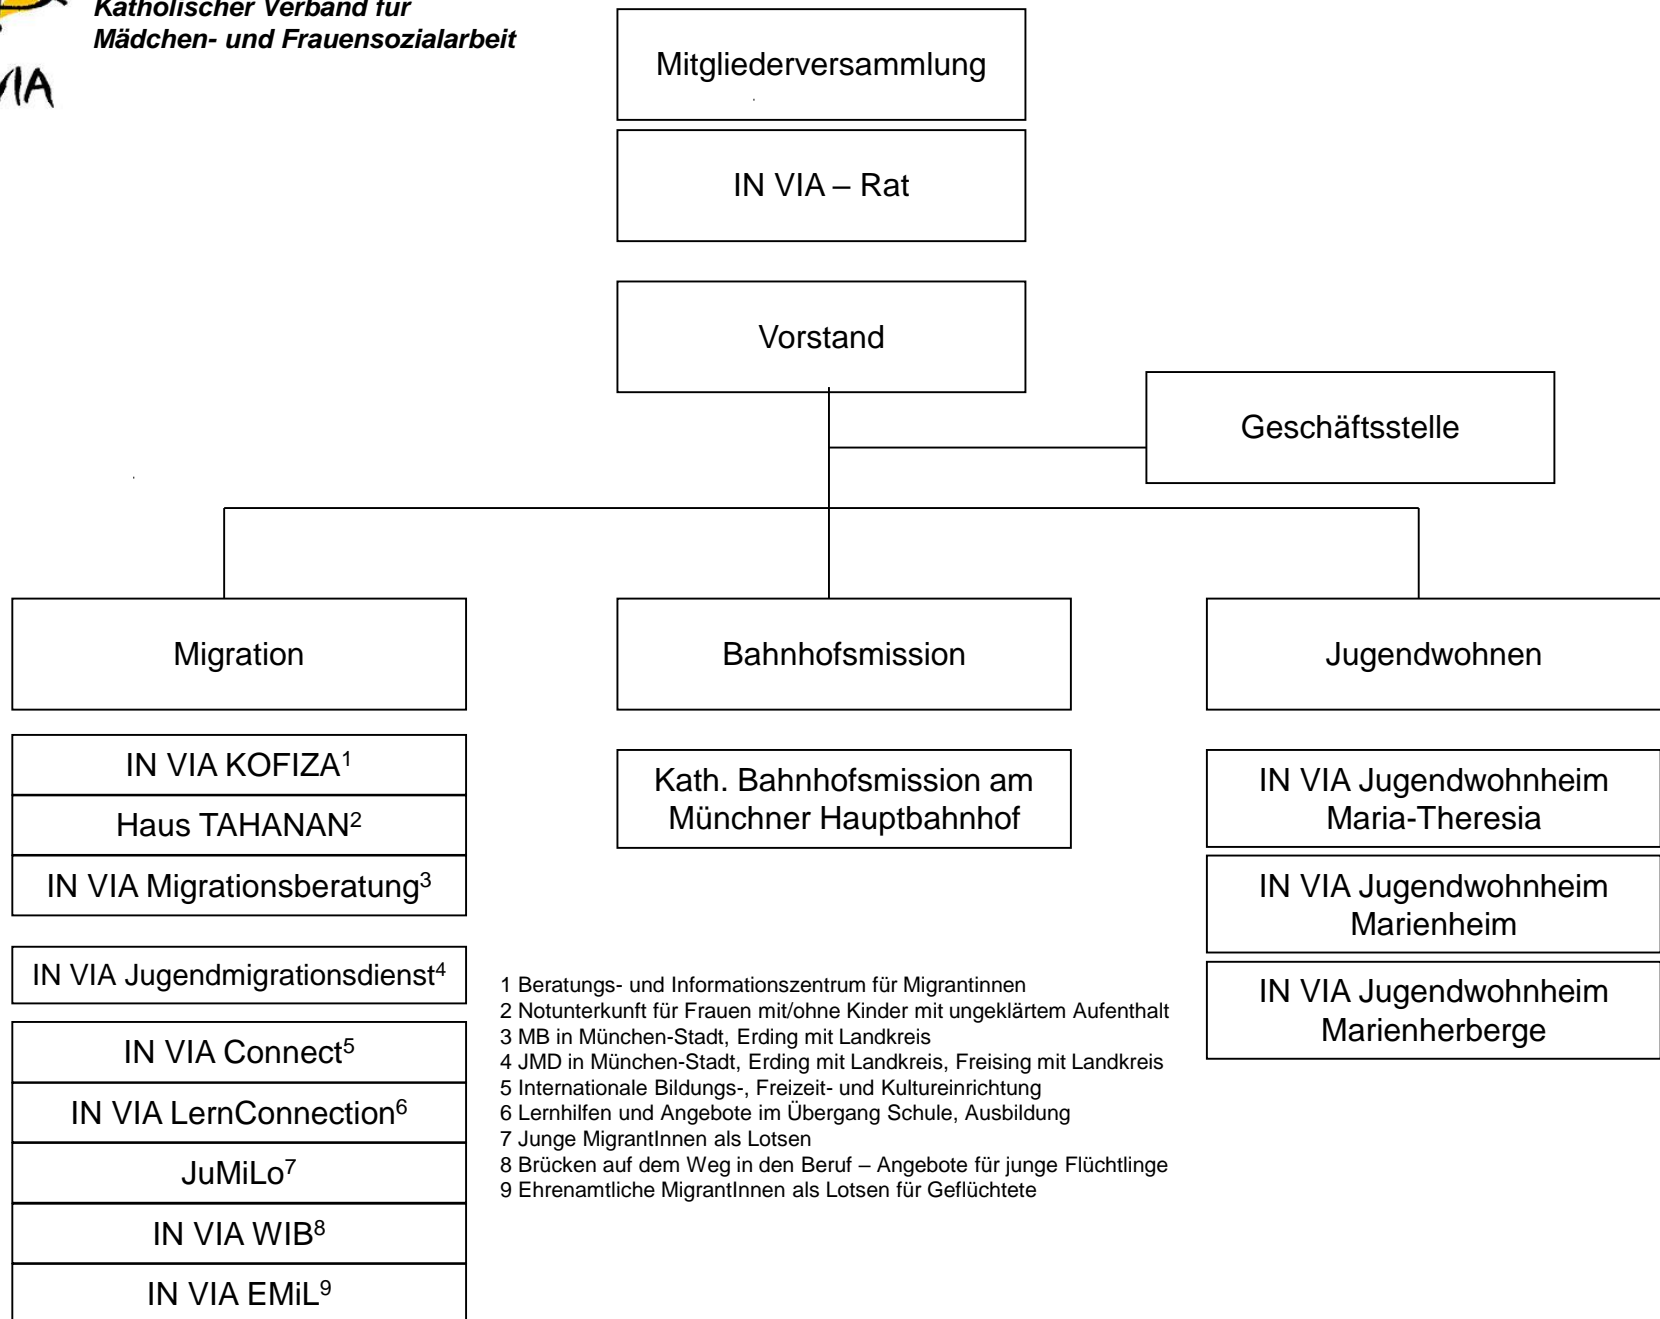 Katholischer Verband für
Mädchen- und Frauensozialarbeit
VIA
Mitgliederversammlung
IN VIA – Rat
Vorstand
Geschäftsstelle
Migration
Bahnhofsmission
Jugendwohnen
IN VIA KOFIZA¹
Haus TAHANAN²
IN VIA Migrationsberatung³
IN VIA Jugendmigrationsdienst⁴
IN VIA Connect⁵
IN VIA LernConnection⁶
JuMiLo⁷
IN VIA WIB⁸
IN VIA EMiL⁹
Kath. Bahnhofsmission am
Münchner Hauptbahnhof
IN VIA Jugendwohnheim
Maria-Theresia
IN VIA Jugendwohnheim
Marienheim
IN VIA Jugendwohnheim
Marienherberge
1 Beratungs- und Informationszentrum für Migrantinnen
2 Notunterkunft für Frauen mit/ohne Kinder mit ungeklärtem Aufenthalt
3 MB in München-Stadt, Erding mit Landkreis
4 JMD in München-Stadt, Erding mit Landkreis, Freising mit Landkreis
5 Internationale Bildungs-, Freizeit- und Kultureinrichtung
6 Lernhilfen und Angebote im Übergang Schule, Ausbildung
7 Junge MigrantInnen als Lotsen
8 Brücken auf dem Weg in den Beruf – Angebote für junge Flüchtlinge
9 Ehrenamtliche MigrantInnen als Lotsen für Geflüchtete